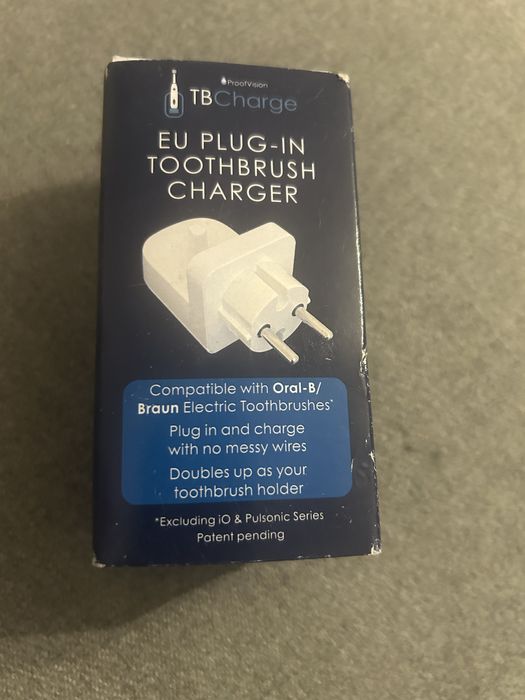 ProofVision
TBCharge
EU PLUG-IN
TOOTHBRUSH
CHARGER
Compatible with Oral-B/
Braun Electric Toothbrushes*
Plug in and charge
with no messy wires
Doubles up as your
toothbrush holder
*Excluding iO & Pulsonic Series
Patent pending